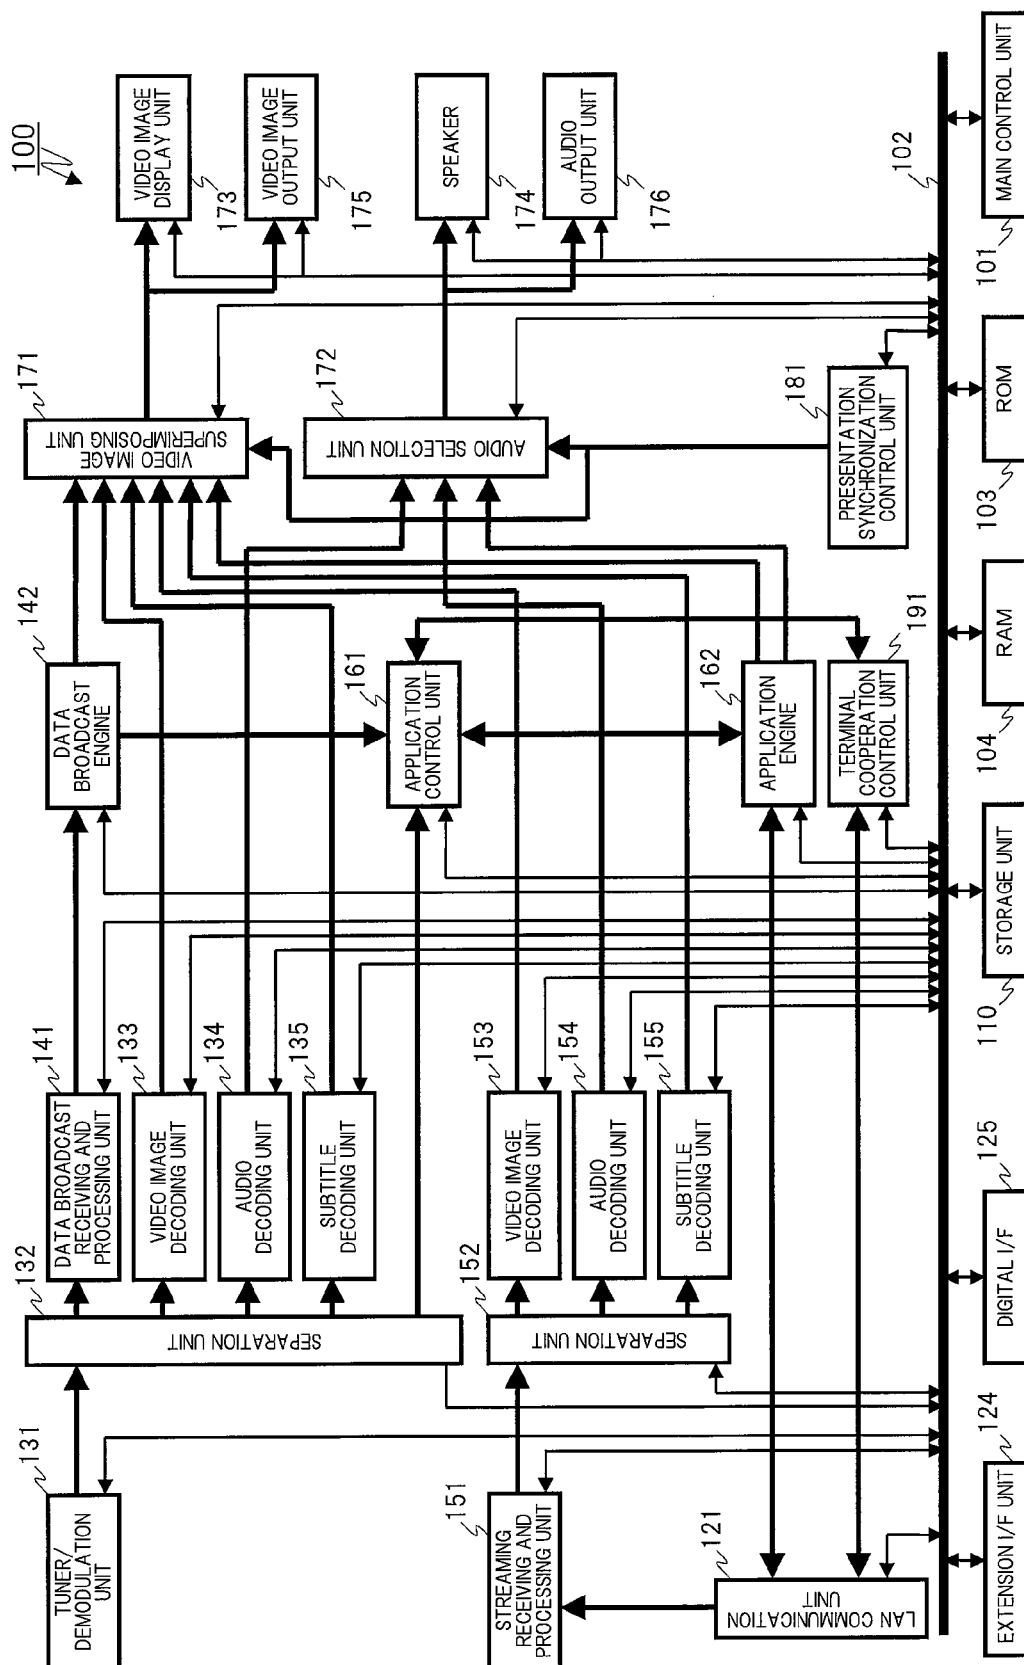 100
TUNER/
DEMODULATION
UNIT
131
SEPARATION UNIT
132
DATA BROADCAST
RECEIVING AND
PROCESSING UNIT
141
VIDEO IMAGE
DECODING UNIT
133
AUDIO
DECODING UNIT
134
SUBTITLE
DECODING UNIT
135
DATA
BROADCAST
ENGINE
142
VIDEO IMAGE
SUPERIMPOSING UNIT
171
VIDEO IMAGE
DISPLAY UNIT
173
VIDEO IMAGE
OUTPUT UNIT
175
APPLICATION
CONTROL UNIT
161
AUDIO SELECTION UNIT
172
SPEAKER
174
AUDIO
OUTPUT UNIT
176
STREAMING
RECEIVING AND
PROCESSING UNIT
151
SEPARATION UNIT
152
VIDEO IMAGE
DECODING UNIT
153
AUDIO
DECODING UNIT
154
SUBTITLE
DECODING UNIT
155
LAN COMMUNICATION
UNIT
121
APPLICATION
ENGINE
162
TERMINAL
COOPERATION
CONTROL UNIT
191
PRESENTATION
SYNCHRONIZATION
CONTROL UNIT
181
102
EXTENSION I/F UNIT
124
DIGITAL I/F
125
STORAGE UNIT
110
RAM
104
ROM
103
MAIN CONTROL UNIT
101